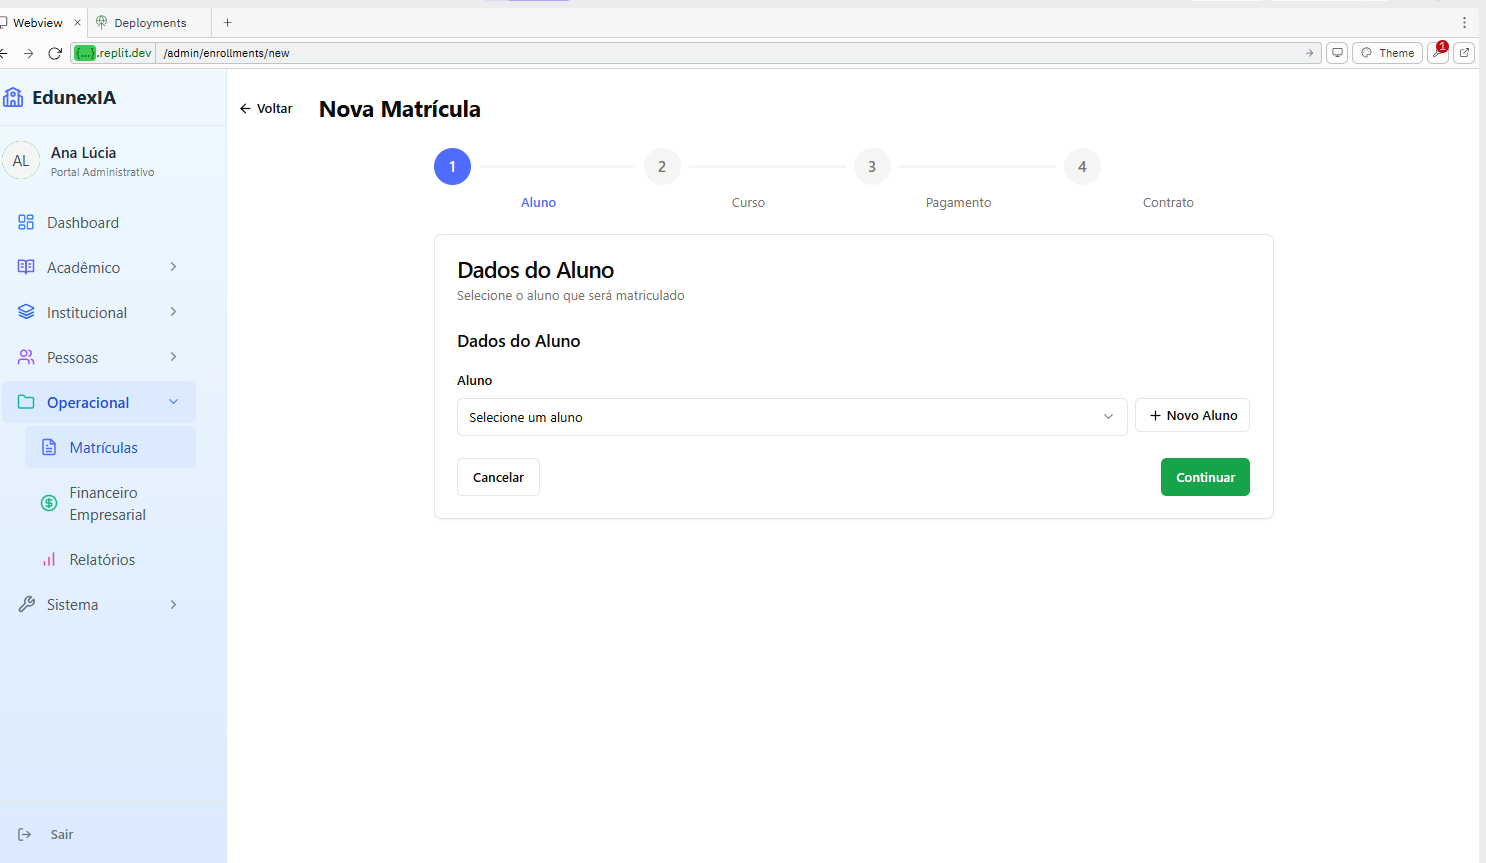 Webview
Deployments
{...}.replit.dev /admin/enrollments/new
Theme
1
EdunexIA
AL
Ana Lúcia
Portal Administrativo
Dashboard
Acadêmico
Institucional
Pessoas
Operacional
Matrículas
Financeiro
Empresarial
Relatórios
Sistema
Sair
Voltar
Nova Matrícula
1 2 3 4
Aluno Curso Pagamento Contrato
Dados do Aluno
Selecione o aluno que será matriculado
Dados do Aluno
Aluno
Selecione um aluno
+ Novo Aluno
Cancelar
Continuar